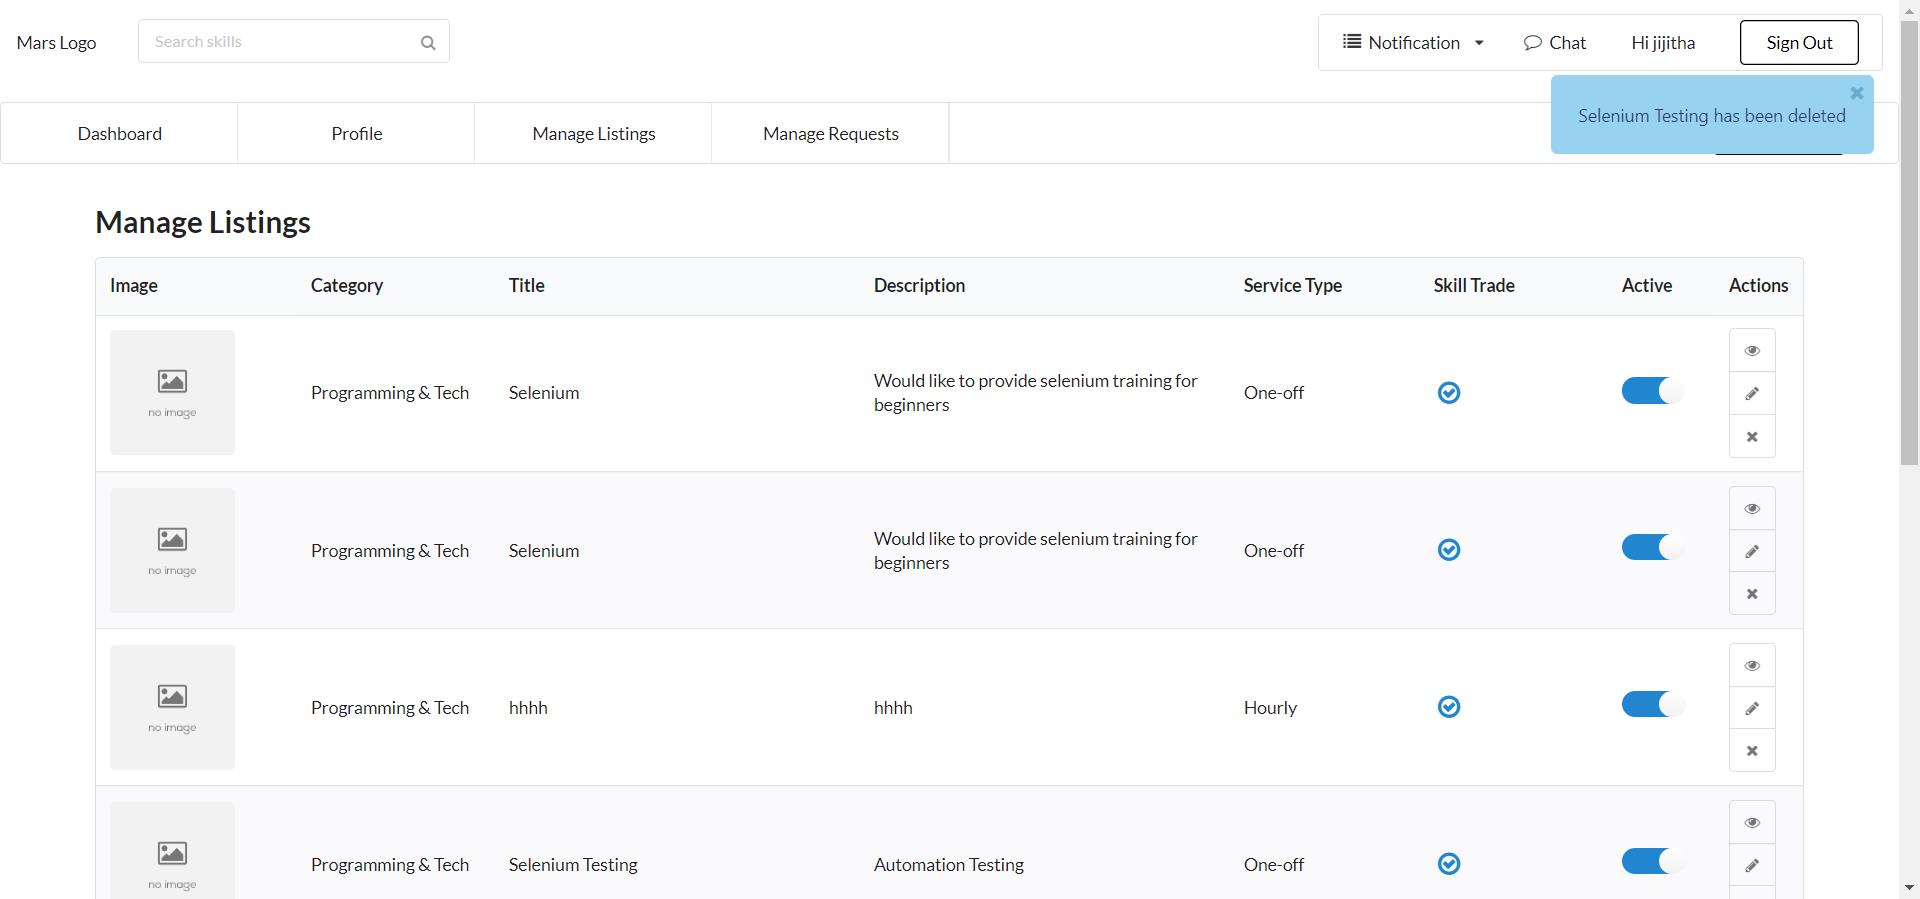 Mars Logo
Search skills
Notification
Chat
Hi jijitha
Sign Out
Selenium Testing has been deleted
Dashboard
Profile
Manage Listings
Manage Requests
Manage Listings
Image Category Title Description Service Type Skill Trade Active Actions
no image
Programming & Tech
Selenium
Would like to provide selenium training for
beginners
One-off
no image
Programming & Tech
Selenium
Would like to provide selenium training for
beginners
One-off
no image
Programming & Tech
hhhh
hhhh
Hourly
no image
Programming & Tech
Selenium Testing
Automation Testing
One-off